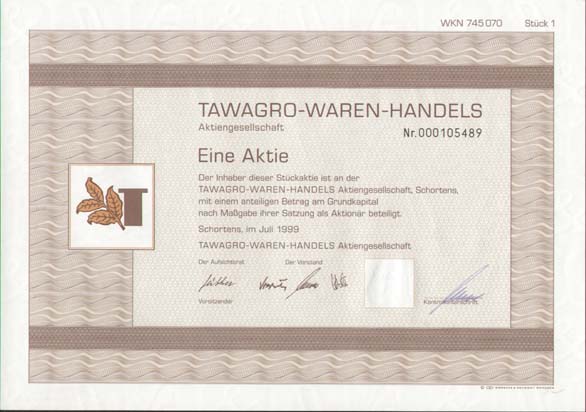 WKN 745 070 Stück 1
TAWAGRO-WAREN-HANDELS
Aktiengesellschaft
Nr.000105489
Eine Aktie
Der Inhaber dieser Stückaktie ist an der
TAWAGRO-WAREN-HANDELS Aktiengesellschaft, Schortens,
mit einem anteiligen Betrag am Grundkapital
nach Maßgabe ihrer Satzung als Aktionär beteiligt.
Schortens, im Juli 1999
TAWAGRO-WAREN-HANDELS Aktiengesellschaft
Der Aufsichtsrat Der Vorstand
Vorsitzender Kontrollunterschrift
T